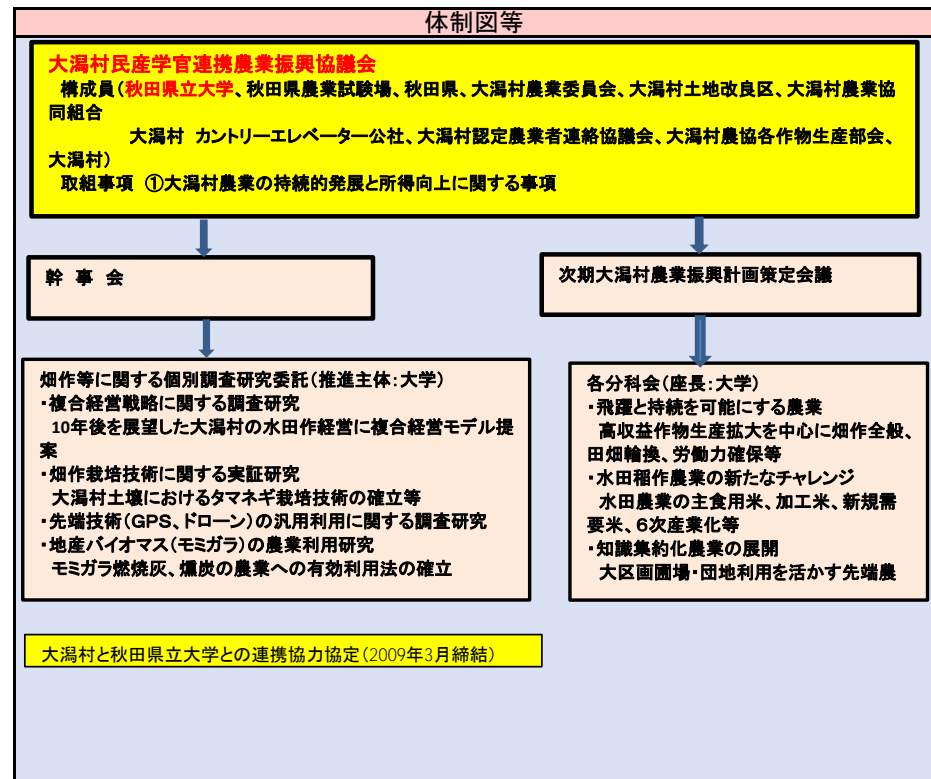 体制図等
大潟村民産学官連携農業振興協議会
構成員(秋田県立大学、秋田県農業試験場、秋田県、大潟村農業委員会、大潟村土地改良区、大潟村農業協
同組合
大潟村 カントリーエレベーター公社、大潟村認定農業者連絡協議会、大潟村農協各作物生産部会、
大潟村)
取組事項 ①大潟村農業の持続的発展と所得向上に関する事項
幹 事 会
次期大潟村農業振興計画策定会議
畑作等に関する個別調査研究委託(推進主体:大学)
・複合経営戦略に関する調査研究
10年後を展望した大潟村の水田作経営に複合経営モデル提
案
・畑作栽培技術に関する実証研究
大潟村土壌におけるタマネギ栽培技術の確立等
・先端技術(GPS、ドローン)の汎用利用に関する調査研究
・地産バイオマス(モミガラ)の農業利用研究
モミガラ燃焼灰、燻炭の農業への有効利用法の確立
各分科会(座長:大学)
・飛躍と持続を可能にする農業
高収益作物生産拡大を中心に畑作全般、
田畑輪換、労働力確保等
・水田稲作農業の新たなチャレンジ
水田農業の主食用米、加工米、新規需
要米、6次産業化等
・知識集約化農業の展開
大区画圃場・団地利用を活かす先端農
大潟村と秋田県立大学との連携協力協定(2009年3月締結)